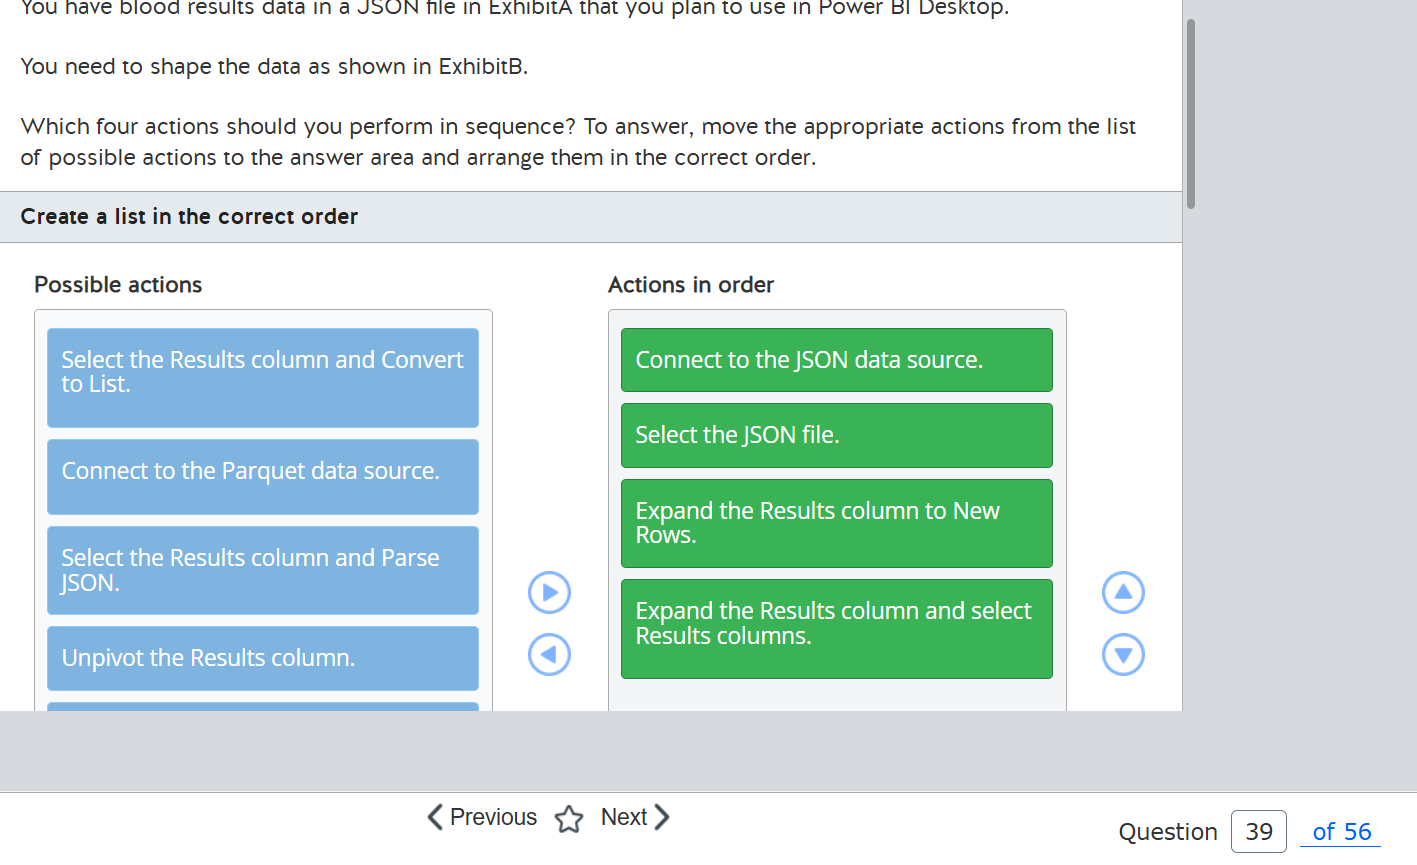 You have blood results data in a JSON file in ExhibitA that you plan to use in Power BI Desktop.
You need to shape the data as shown in ExhibitB.
Which four actions should you perform in sequence? To answer, move the appropriate actions from the list
of possible actions to the answer area and arrange them in the correct order.
Create a list in the correct order
Possible actions
Select the Results column and Convert
to List.
Connect to the Parquet data source.
Select the Results column and Parse
JSON.
Unpivot the Results column.
Actions in order
Connect to the JSON data source.
Select the JSON file.
Expand the Results column to New
Rows.
Expand the Results column and select
Results columns.
Previous
Next
Question 39 of 56